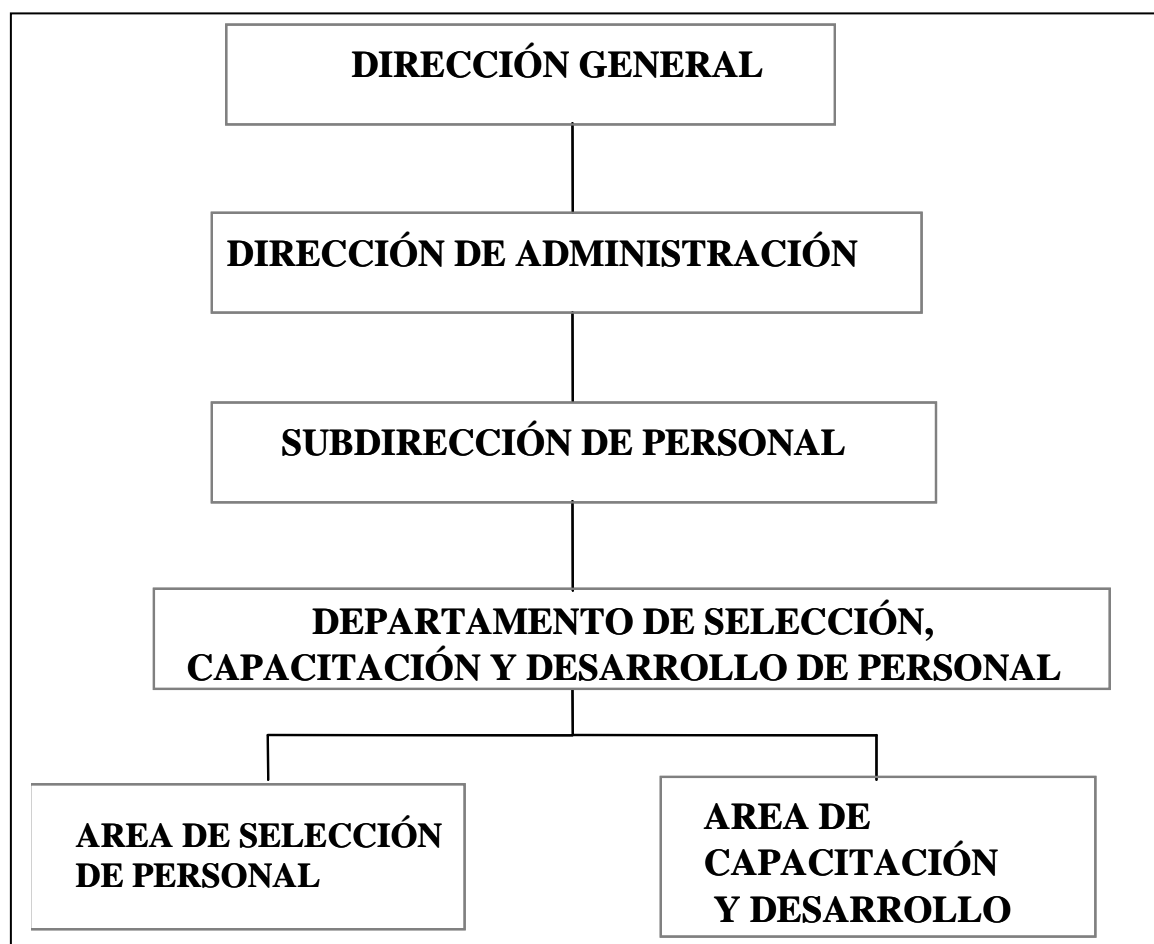 DIRECCIÓN GENERAL
DIRECCIÓN DE ADMINISTRACIÓN
SUBDIRECCIÓN DE PERSONAL
DEPARTAMENTO DE SELECCIÓN,
CAPACITACIÓN Y DESARROLLO DE PERSONAL
AREA DE SELECCIÓN
DE PERSONAL
AREA DE
CAPACITACIÓN
Y DESARROLLO